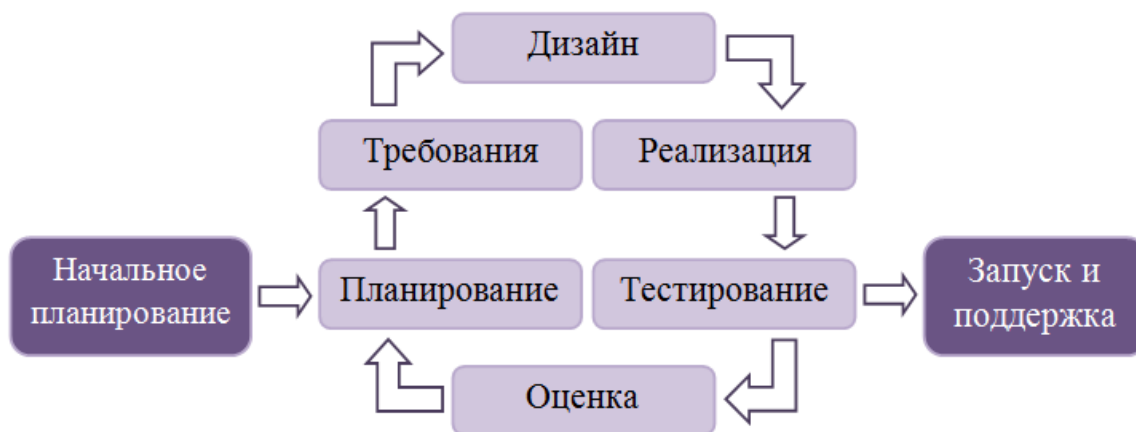 Дизайн
Требования
Реализация
Начальное
планирование
Планирование
Тестирование
Запуск и
поддержка
Оценка